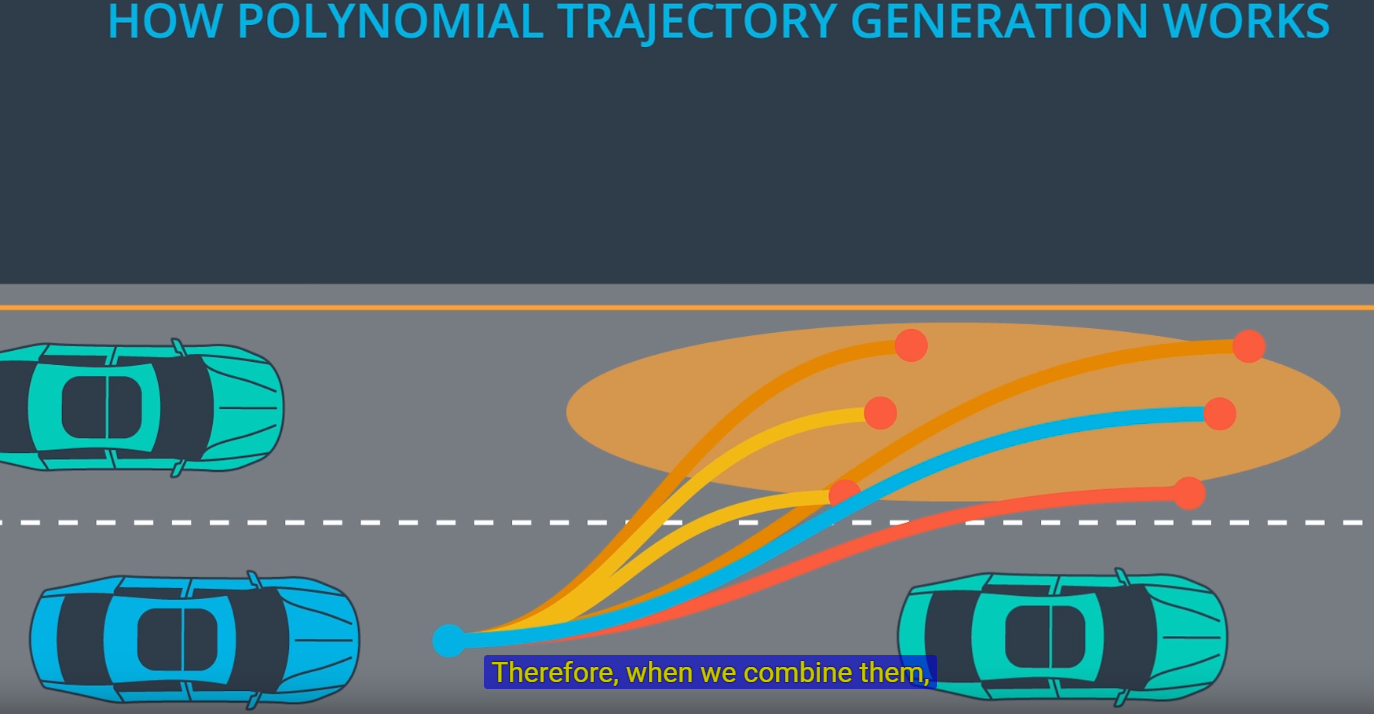 HOW POLYNOMIAL TRAJECTORY GENERATION WORKS
Therefore, when we combine them,